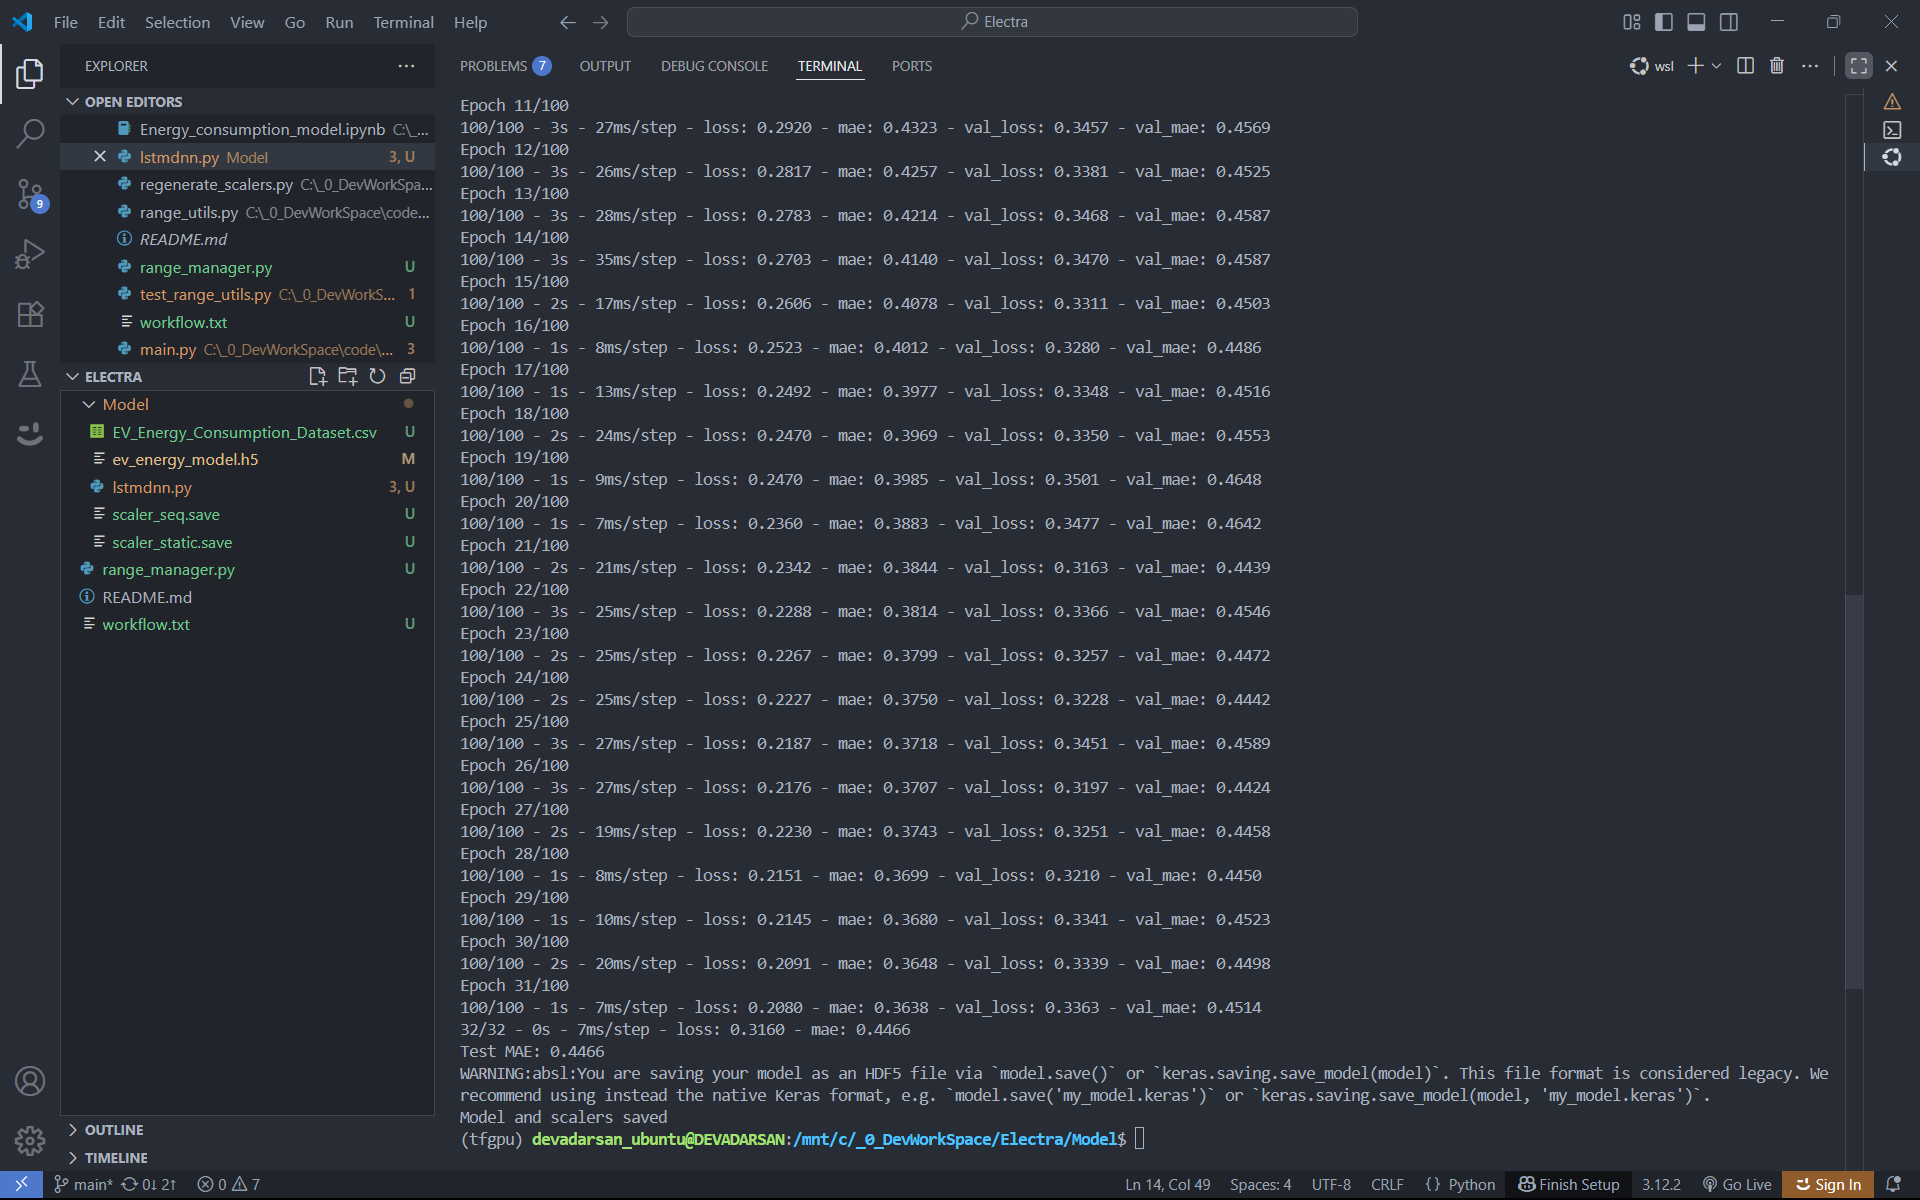 File Edit Selection View Go Run Terminal Help
Electra
EXPLORER
OPEN EDITORS
Energy_consumption_model.ipynb C:\_...
lstmdnn.py Model 3, U
regenerate_scalers.py C:\_0_DevWorkSpa...
range_utils.py C:\_0_DevWorkSpace\code...
README.md
range_manager.py U
test_range_utils.py C:\_0_DevWorkS... 1
workflow.txt U
main.py C:\_0_DevWorkSpace\code\... 3
ELECTRA
Model
EV_Energy_Consumption_Dataset.csv U
ev_energy_model.h5 M
lstmdnn.py 3, U
scaler_seq.save U
scaler_static.save U
range_manager.py U
README.md
workflow.txt U
OUTLINE
TIMELINE
9
PROBLEMS 7 OUTPUT DEBUG CONSOLE TERMINAL PORTS
wsl
Epoch 11/100
100/100 - 3s - 27ms/step - loss: 0.2920 - mae: 0.4323 - val_loss: 0.3457 - val_mae: 0.4569
Epoch 12/100
100/100 - 3s - 26ms/step - loss: 0.2817 - mae: 0.4257 - val_loss: 0.3381 - val_mae: 0.4525
Epoch 13/100
100/100 - 3s - 28ms/step - loss: 0.2783 - mae: 0.4214 - val_loss: 0.3468 - val_mae: 0.4587
Epoch 14/100
100/100 - 3s - 35ms/step - loss: 0.2703 - mae: 0.4140 - val_loss: 0.3470 - val_mae: 0.4587
Epoch 15/100
100/100 - 2s - 17ms/step - loss: 0.2606 - mae: 0.4078 - val_loss: 0.3311 - val_mae: 0.4503
Epoch 16/100
100/100 - 1s - 8ms/step - loss: 0.2523 - mae: 0.4012 - val_loss: 0.3280 - val_mae: 0.4486
Epoch 17/100
100/100 - 1s - 13ms/step - loss: 0.2492 - mae: 0.3977 - val_loss: 0.3348 - val_mae: 0.4516
Epoch 18/100
100/100 - 2s - 24ms/step - loss: 0.2470 - mae: 0.3969 - val_loss: 0.3350 - val_mae: 0.4553
Epoch 19/100
100/100 - 1s - 9ms/step - loss: 0.2470 - mae: 0.3985 - val_loss: 0.3501 - val_mae: 0.4648
Epoch 20/100
100/100 - 1s - 7ms/step - loss: 0.2360 - mae: 0.3883 - val_loss: 0.3477 - val_mae: 0.4642
Epoch 21/100
100/100 - 2s - 21ms/step - loss: 0.2342 - mae: 0.3844 - val_loss: 0.3163 - val_mae: 0.4439
Epoch 22/100
100/100 - 3s - 25ms/step - loss: 0.2288 - mae: 0.3814 - val_loss: 0.3366 - val_mae: 0.4546
Epoch 23/100
100/100 - 2s - 25ms/step - loss: 0.2267 - mae: 0.3799 - val_loss: 0.3257 - val_mae: 0.4472
Epoch 24/100
100/100 - 2s - 25ms/step - loss: 0.2227 - mae: 0.3750 - val_loss: 0.3228 - val_mae: 0.4442
Epoch 25/100
100/100 - 3s - 27ms/step - loss: 0.2187 - mae: 0.3718 - val_loss: 0.3451 - val_mae: 0.4589
Epoch 26/100
100/100 - 3s - 27ms/step - loss: 0.2176 - mae: 0.3707 - val_loss: 0.3197 - val_mae: 0.4424
Epoch 27/100
100/100 - 2s - 19ms/step - loss: 0.2230 - mae: 0.3743 - val_loss: 0.3251 - val_mae: 0.4458
Epoch 28/100
100/100 - 1s - 8ms/step - loss: 0.2151 - mae: 0.3699 - val_loss: 0.3210 - val_mae: 0.4450
Epoch 29/100
100/100 - 1s - 10ms/step - loss: 0.2145 - mae: 0.3680 - val_loss: 0.3341 - val_mae: 0.4523
Epoch 30/100
100/100 - 2s - 20ms/step - loss: 0.2091 - mae: 0.3648 - val_loss: 0.3339 - val_mae: 0.4498
Epoch 31/100
100/100 - 1s - 7ms/step - loss: 0.2080 - mae: 0.3638 - val_loss: 0.3363 - val_mae: 0.4514
32/32 - 0s - 7ms/step - loss: 0.3160 - mae: 0.4466
Test MAE: 0.4466
WARNING:absl:You are saving your model as an HDF5 file via `model.save()` or `keras.saving.save_model(model)`. This file format is considered legacy. We
recommend using instead the native Keras format, e.g. `model.save('my_model.keras')` or `keras.saving.save_model(model, 'my_model.keras')`.
Model and scalers saved
(tfgpu) devadarsan_ubuntu@DEVADARSAN:/mnt/c/_0_DevWorkSpace/Electra/Model$
main* 0↓ 2↑ 0 7 Ln 14, Col 49 Spaces: 4 UTF-8 CRLF { } Python Finish Setup 3.12.2 Go Live Sign In